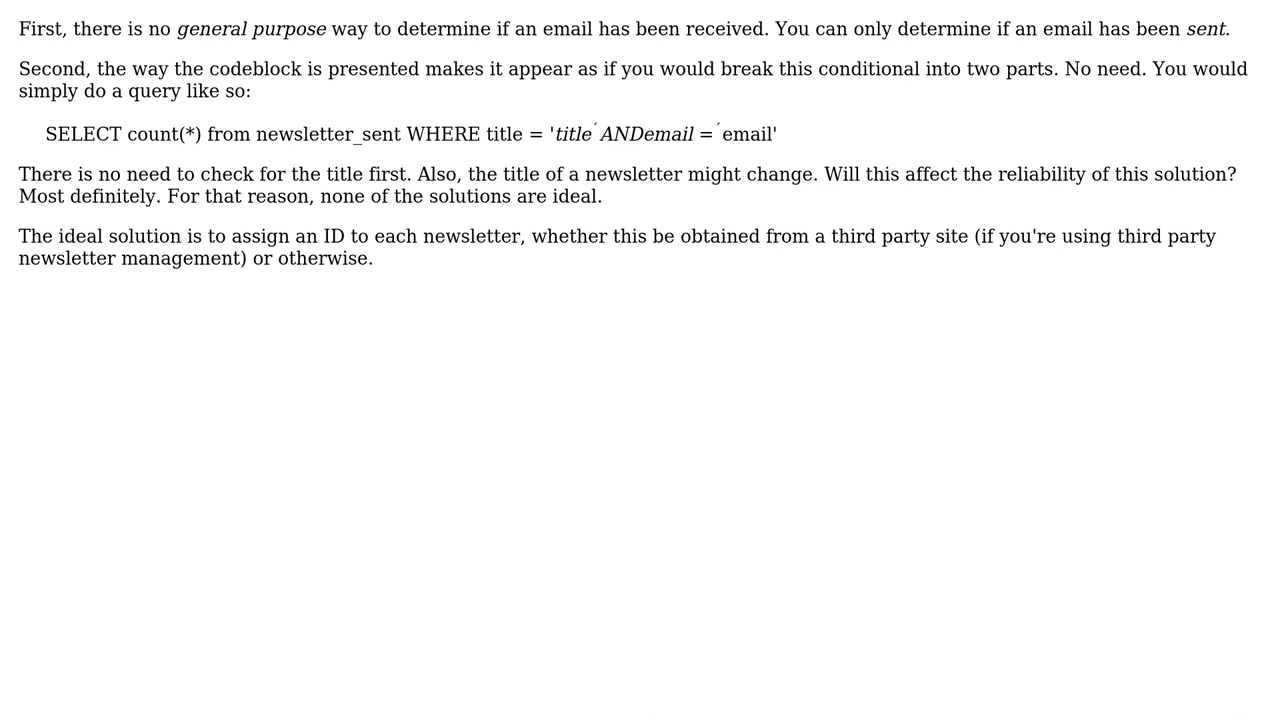 First, there is no general purpose way to determine if an email has been received. You can only determine if an email has been sent.
Second, the way the codeblock is presented makes it appear as if you would break this conditional into two parts. No need. You would
simply do a query like so:
SELECT count(*) from newsletter_sent WHERE title = 'title′ANDemail =′email'
There is no need to check for the title first. Also, the title of a newsletter might change. Will this affect the reliability of this solution?
Most definitely. For that reason, none of the solutions are ideal.
The ideal solution is to assign an ID to each newsletter, whether this be obtained from a third party site (if you're using third party
newsletter management) or otherwise.